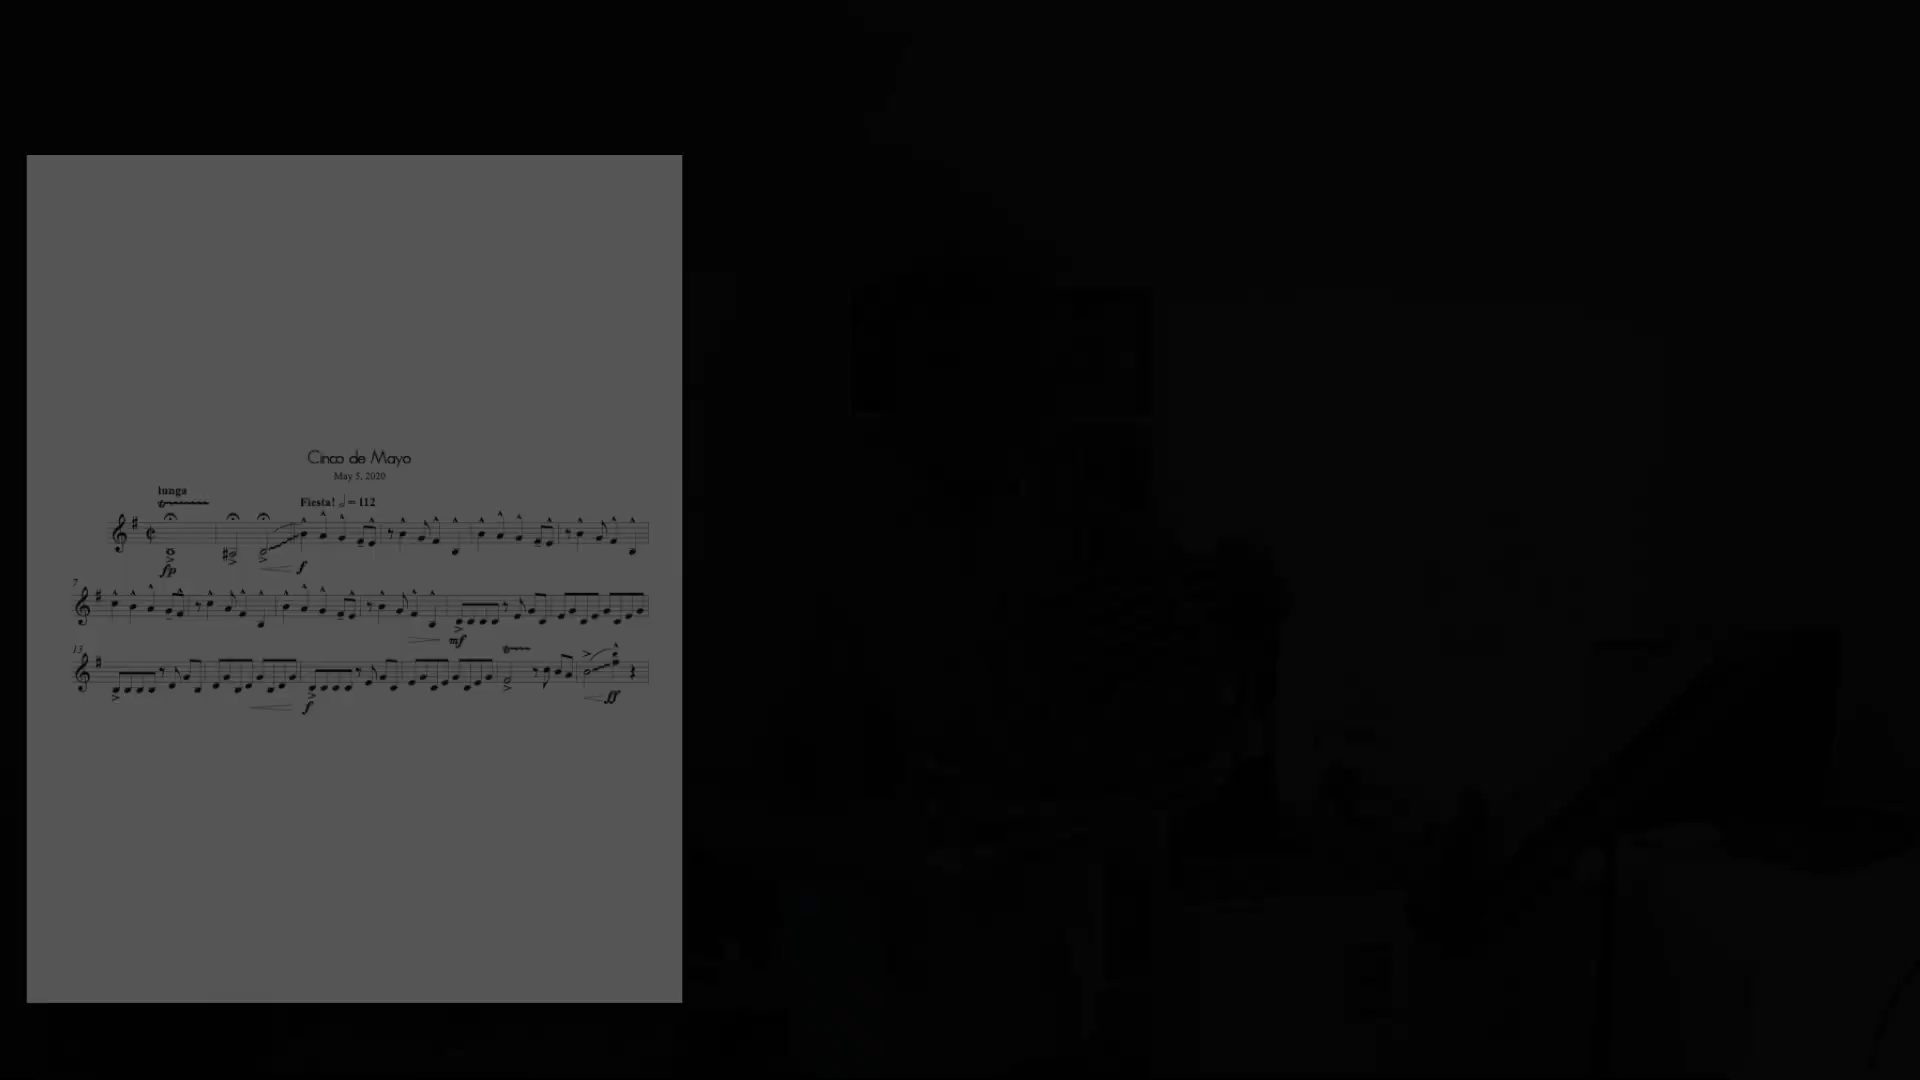 Cinco de Mayo
May 5, 2020
lunga
Fiesta! 𝅗𝅥 = 112
fp
f
7
mf
13
f
ff